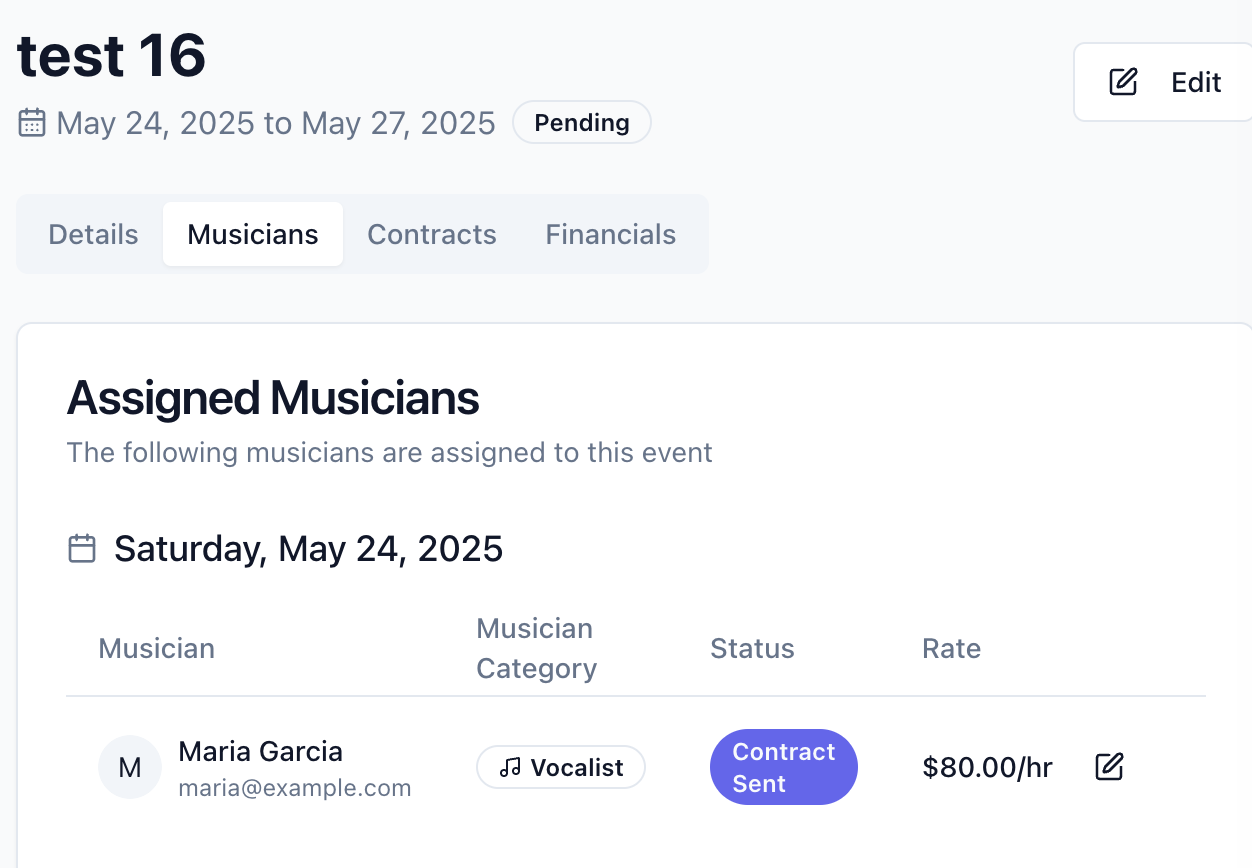 test 16
Edit
May 24, 2025 to May 27, 2025 Pending
Details Musicians Contracts Financials
Assigned Musicians
The following musicians are assigned to this event
Saturday, May 24, 2025
Musician Musician Category Status Rate
M Maria Garcia
maria@example.com
Vocalist
Contract
Sent
$80.00/hr